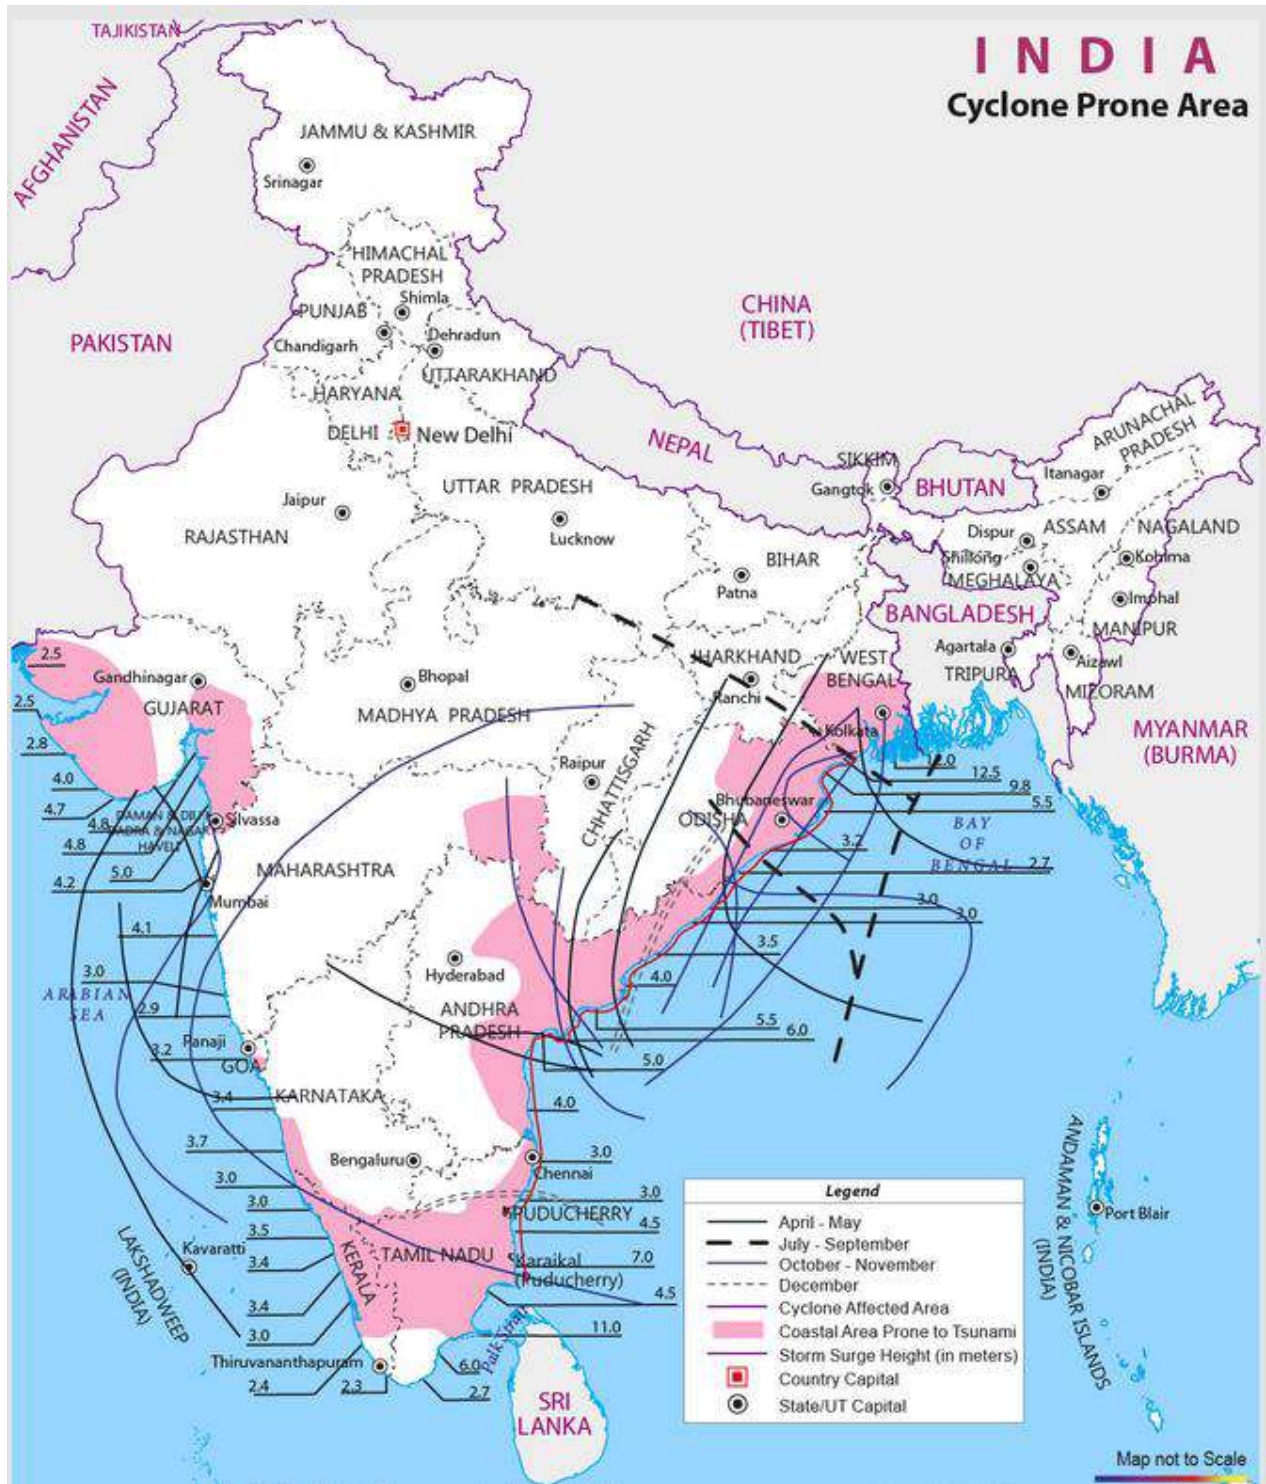 TAJIKISTAN
INDIA
Cyclone Prone Area
AFGHANISTAN
JAMMU & KASHMIR
Srinagar
HIMACHAL
PRADESH
Shimla
PUNJAB
CHINA
(TIBET)
PAKISTAN
Chandigarh
Dehradun
UTTARAKHAND
HARYANA
DELHI
New Delhi
NEPAL
ARUNACHAL
PRADESH
SIKKIM
Gangtok
BHUTAN
Itanagar
UTTAR PRADESH
Jaipur
RAJASTHAN
Lucknow
Dispur
ASSAM
NAGALAND
BIHAR
Shillong
Kohima
MEGHALAYA
Patna
Imphal
BANGLADESH
MANIPUR
2.5
Gandhinagar
GUJARAT
Bhopal
MADHYA PRADESH
JHARKHAND
Ranchi
WEST
BENGAL
Agartala
TRIPURA
Aizawl
MIZORAM
2.5
Kolkata
MYANMAR
(BURMA)
2.8
Raipur
CHHATTISGARH
2.0
12.5
4.0
9.8
4.7
Bhubaneswar
5.5
4.8
DAMAN & DIU
DADRA & NAGAR
HAVELI
Silvassa
ODISHA
BAY
OF
BENGAL
4.8
3.2
5.0
MAHARASHTRA
2.7
4.2
Mumbai
3.0
3.0
4.1
3.5
3.0
Hyderabad
4.0
ARABIAN
SEA
2.9
ANDHRA
PRADESH
5.5
6.0
Panaji
3.2
GOA
5.0
KARNATAKA
3.4
4.0
3.7
Bengaluru
3.0
Chennai
3.0
3.0
3.0
PUDUCHERRY
4.5
3.5
Kavaratti
3.4
KERALA
TAMIL NADU
Karaikal
(Puducherry)
7.0
LAKSHADWEEP
(INDIA)
3.4
4.5
3.0
11.0
Palk Strait
Thiruvananthapuram
6.0
2.4
2.3
2.7
SRI
LANKA
ANDAMAN & NICOBAR ISLANDS
(INDIA)
Port Blair
Legend
April - May
July - September
October - November
December
Cyclone Affected Area
Coastal Area Prone to Tsunami
Storm Surge Height (in meters)
Country Capital
State/UT Capital
Map not to Scale